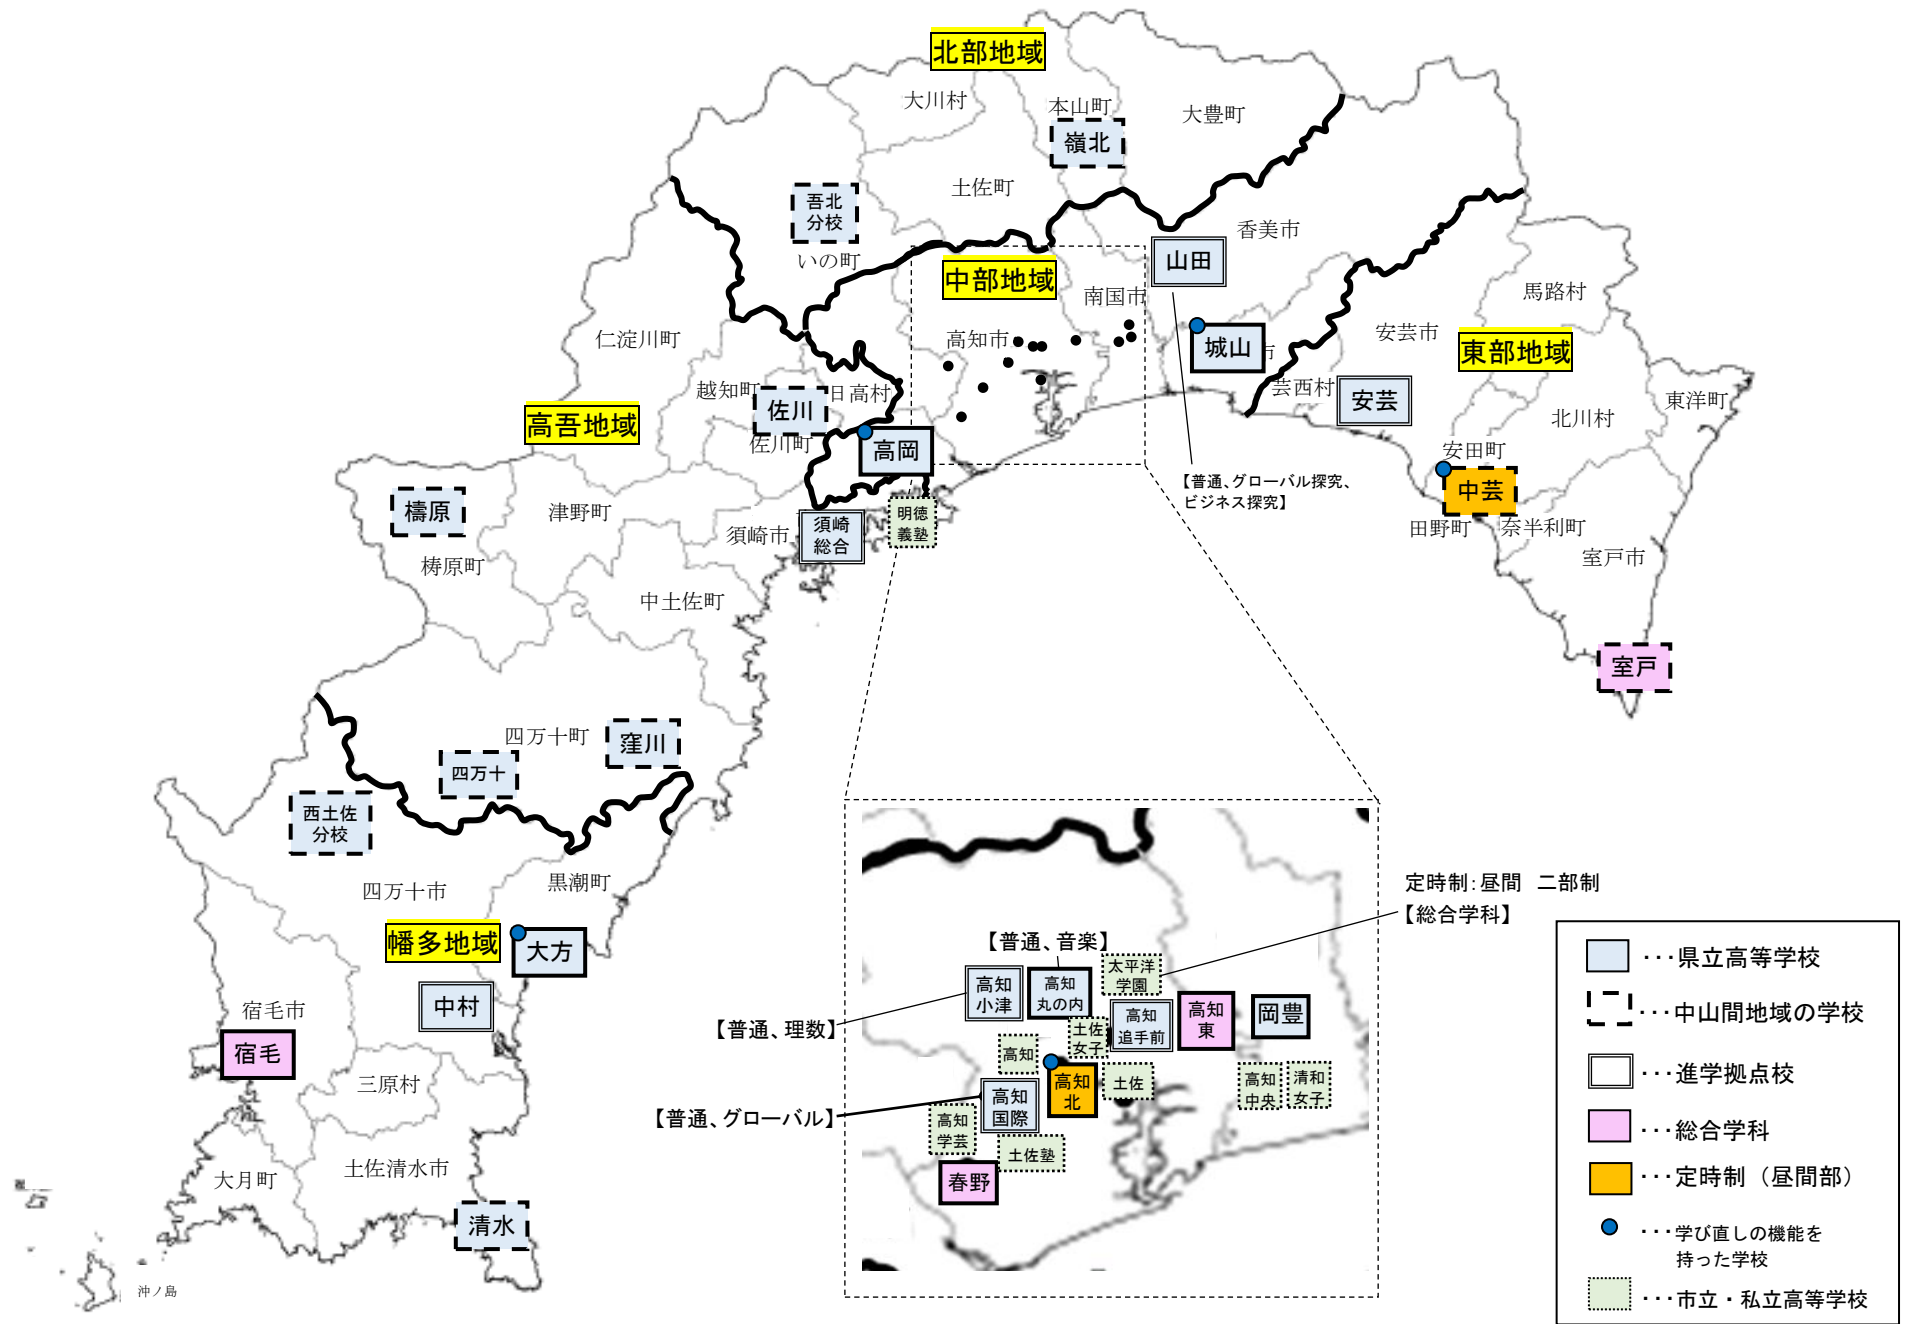 北部地域
大川村
本山町
大豊町
嶺北
土佐町
吾北
分校
いの町
香美市
山田
中部地域
南国市
高知市
仁淀川町
城山
市
安芸市
馬路村
東部地域
越知町
日高村
佐川
佐川町
高吾地域
高岡
芸西村
安芸
北川村
東洋町
安田町
中芸
田野町
奈半利町
室戸市
室戸
【普通、グローバル探究、
ビジネス探究】
檮原
梼原町
津野町
須崎市
須崎
総合
明徳
義塾
中土佐町
四万十町
窪川
四万十
西土佐
分校
四万十市
黒潮町
幡多地域
大方
中村
宿毛市
宿毛
三原村
大月町
土佐清水市
清水
沖ノ島
定時制：昼間　二部制
【総合学科】
【普通、音楽】
太平洋
学園
高知
小津
高知
丸の内
【普通、理数】
土佐
女子
高知
追手前
高知
東
岡豊
高知
高知
北
土佐
高知
中央
清和
女子
高知
国際
【普通、グローバル】
高知
学芸
土佐塾
春野
･･･県立高等学校
･･･中山間地域の学校
･･･進学拠点校
･･･総合学科
･･･定時制（昼間部）
･･･学び直しの機能を
持った学校
･･･市立・私立高等学校